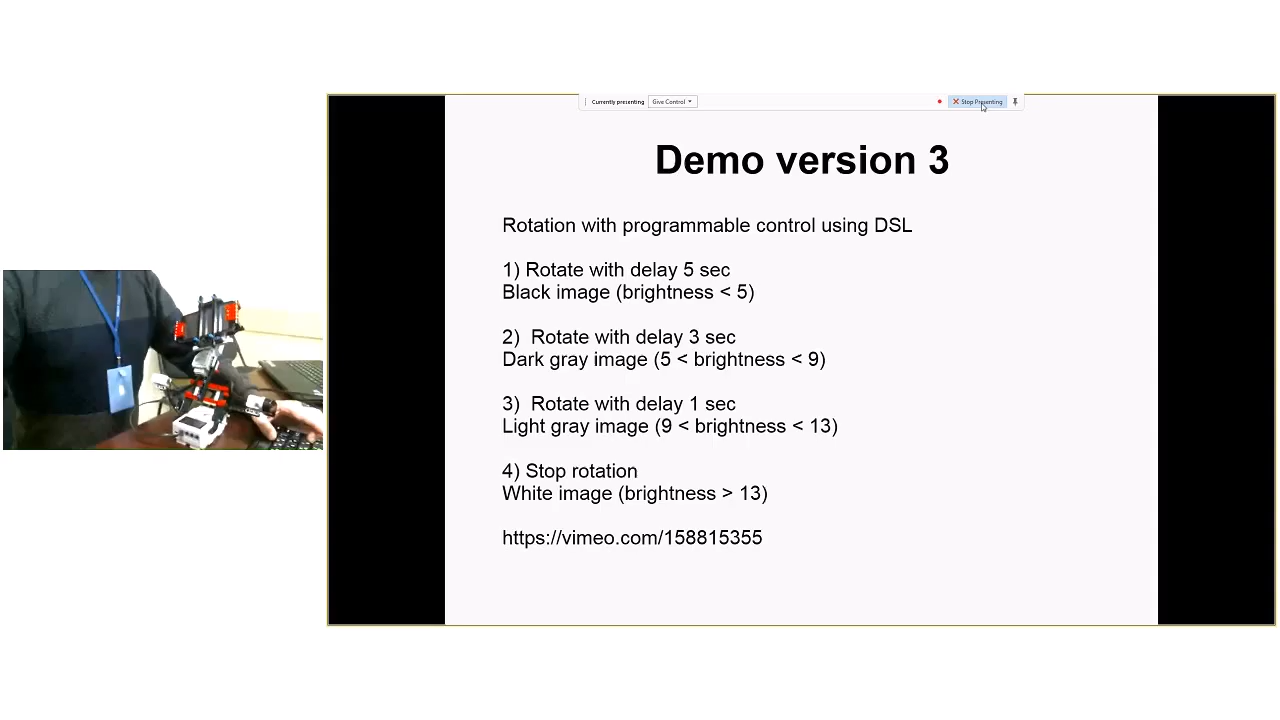 Currently presenting Give Control Stop Presenting
Demo version 3
Rotation with programmable control using DSL
1) Rotate with delay 5 sec
Black image (brightness < 5)
2) Rotate with delay 3 sec
Dark gray image (5 < brightness < 9)
3) Rotate with delay 1 sec
Light gray image (9 < brightness < 13)
4) Stop rotation
White image (brightness > 13)
https://vimeo.com/158815355